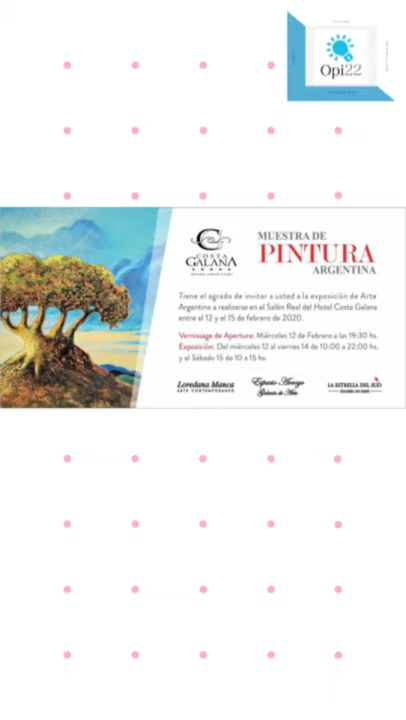 Opi22
COSTA
GALANA
MUESTRA DE
PINTURA
ARGENTINA
Tiene el agrado de invitar a usted a la exposición de Arte
Argentino a realizarse en el Salón Real del Hotel Costa Galana
entre el 12 y el 15 de febrero de 2020.
Vernissage de Apertura: Miércoles 12 de Febrero a las 19:30 hs.
Exposición: Del miércoles 12 al viernes 14 de 10:00 a 22:00 hs.
y el Sábado 15 de 10 a 15 hs.
Loredana Manca
ARTE CONTEMPORANEO
Espacio Arroyo
Galería de Arte
LA ESTRELLA DEL SUD